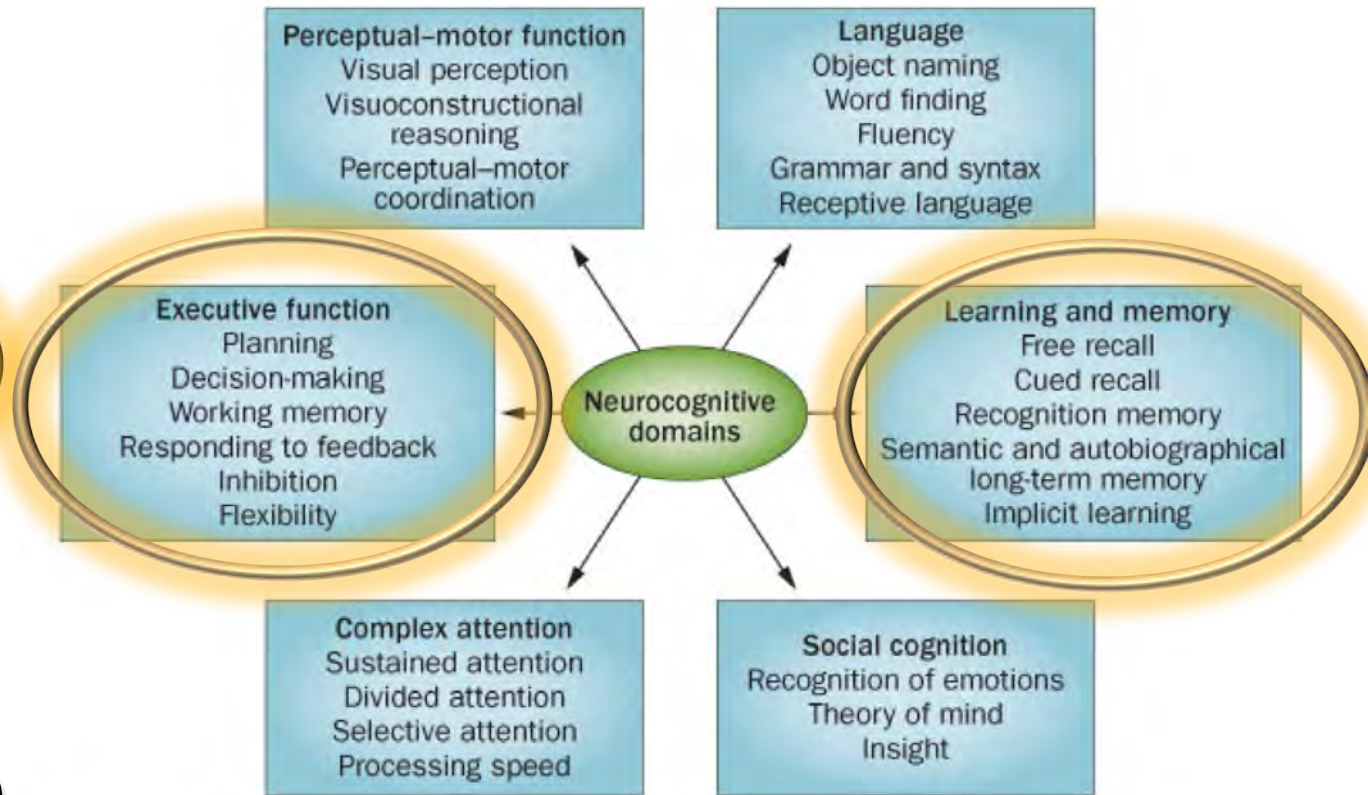 Perceptual–motor function
Visual perception
Visuoconstructional
reasoning
Perceptual–motor
coordination
Language
Object naming
Word finding
Fluency
Grammar and syntax
Receptive language
Executive function
Planning
Decision-making
Working memory
Responding to feedback
Inhibition
Flexibility
Neurocognitive
domains
Learning and memory
Free recall
Cued recall
Recognition memory
Semantic and autobiographical
long-term memory
Implicit learning
Complex attention
Sustained attention
Divided attention
Selective attention
Processing speed
Social cognition
Recognition of emotions
Theory of mind
Insight